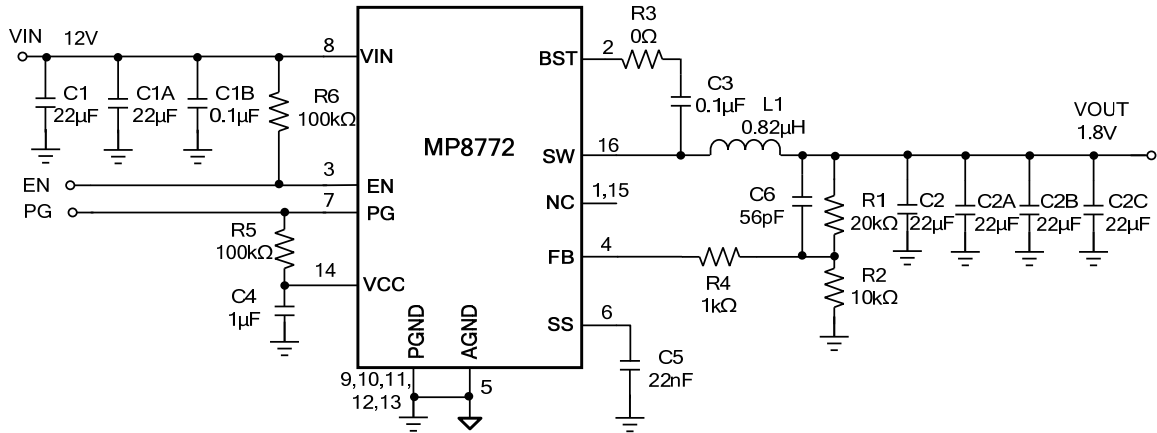 VIN 12V
8
VIN
C1
22µF
C1A
22µF
C1B
0.1µF
R6
100kΩ
EN
3
EN
PG
7
PG
R5
100kΩ
14
VCC
C4
1µF
MP8772
PGND
AGND
9,10,11,
12,13
5
BST
2
R3
0Ω
C3
0.1µF
L1
0.82µH
SW
16
NC
1,15
FB
4
R4
1kΩ
C6
56pF
R1
20kΩ
R2
10kΩ
SS
6
C5
22nF
C2
22µF
C2A
22µF
C2B
22µF
C2C
22µF
VOUT
1.8V